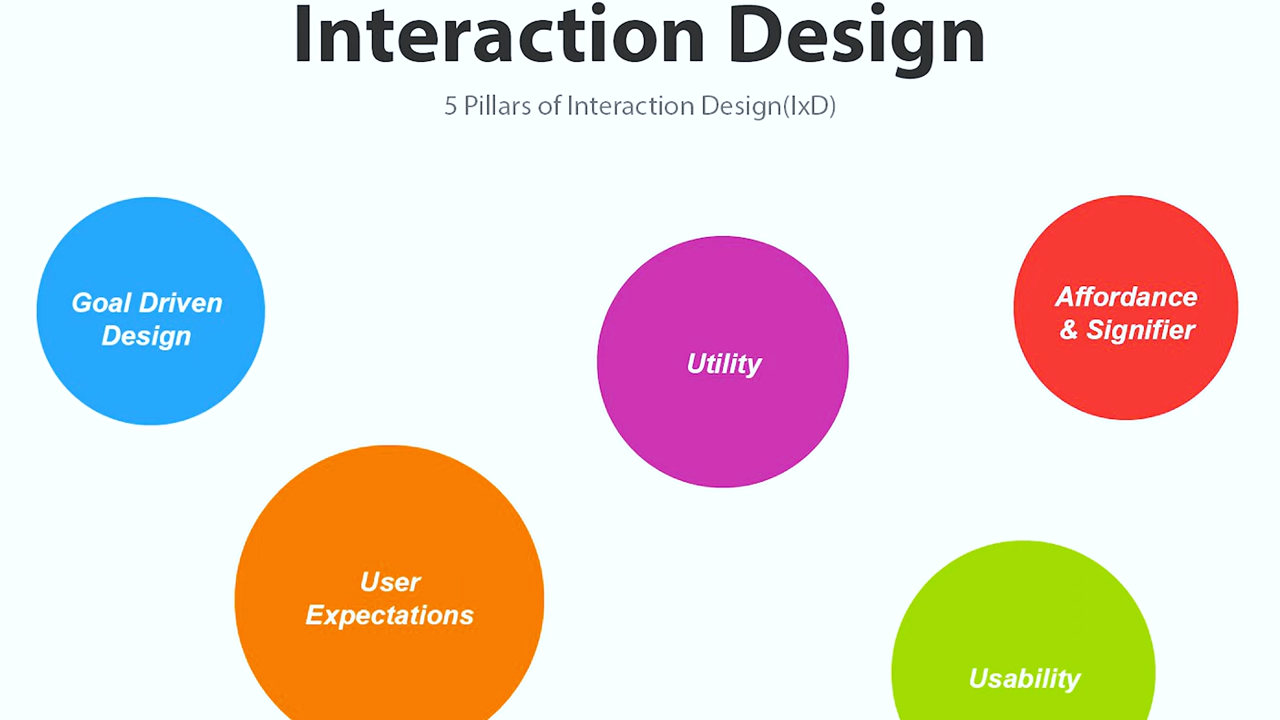 Interaction Design
5 Pillars of Interaction Design(IxD)
Goal Driven
Design
Utility
Affordance
& Signifier
User
Expectations
Usability